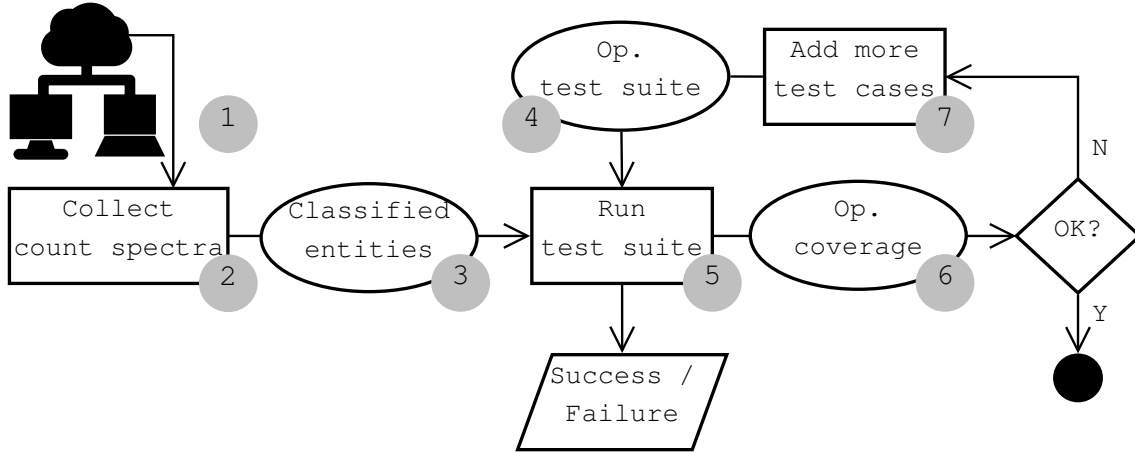 1
Collect
count spectra
2
Classified
entities
3
Op.
test suite
4
Run
test suite
5
Success /
Failure
Op.
coverage
6
Add more
test cases
7
OK?
N
Y